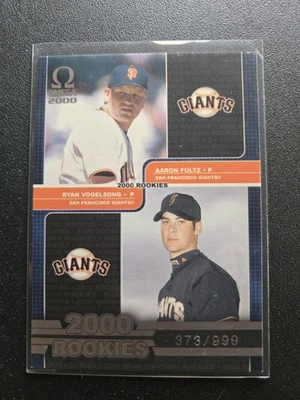 Ω
OMEGA
2000
GIANTS
AARON FULTZ • P
SAN FRANCISCO GIANTS®
2000 ROOKIES
RYAN VOGELSONG • P
SAN FRANCISCO GIANTS®
GIANTS
2000
ROOKIES
373/999